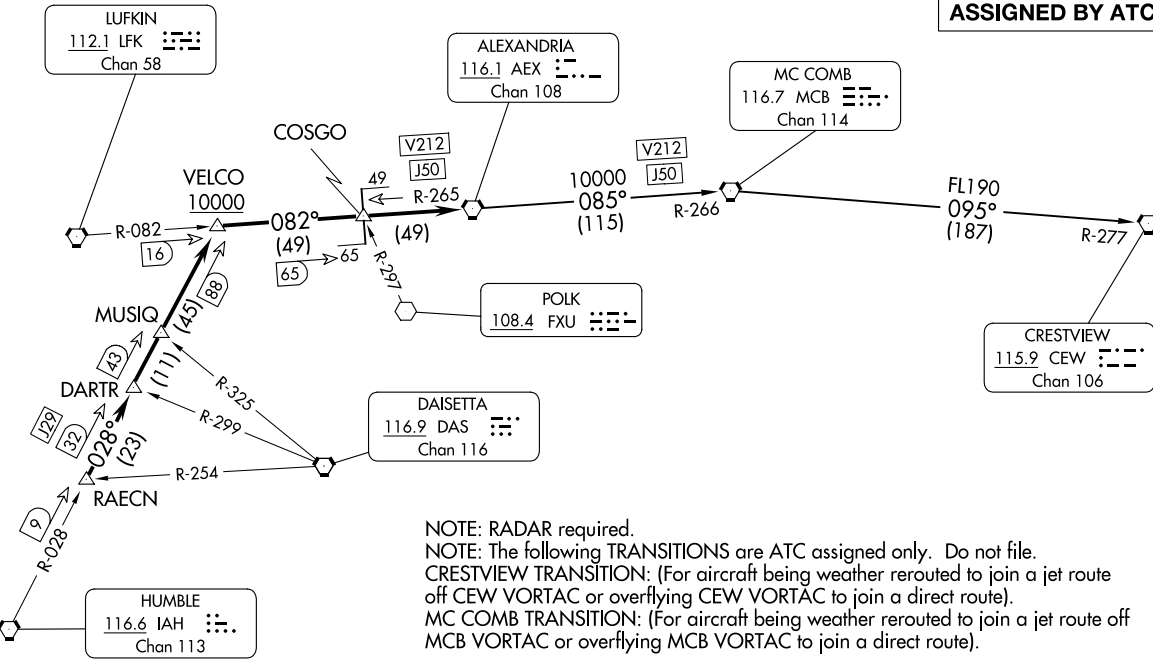 ASSIGNED BY ATC
LUFKIN
112.1 LFK
Chan 58
ALEXANDRIA
116.1 AEX
Chan 108
MC COMB
116.7 MCB
Chan 114
COSGO
V212
J50
V212
J50
49
VELCO
10000
R-265
10000
085°
(115)
R-266
FL190
095°
(187)
R-277
R-082
16
082°
(49)
(49)
65
65
R-297
88
POLK
108.4 FXU
MUSIQ
(45)
43
(11)
CRESTVIEW
115.9 CEW
Chan 106
DARTR
R-325
R-299
J29
32
028°
(23)
DAISETTA
116.9 DAS
Chan 116
R-254
RAECN
9
R-028
HUMBLE
116.6 IAH
Chan 113
NOTE: RADAR required.
NOTE: The following TRANSITIONS are ATC assigned only. Do not file.
CRESTVIEW TRANSITION: (For aircraft being weather rerouted to join a jet route
off CEW VORTAC or overflying CEW VORTAC to join a direct route).
MC COMB TRANSITION: (For aircraft being weather rerouted to join a jet route off
MCB VORTAC or overflying MCB VORTAC to join a direct route).